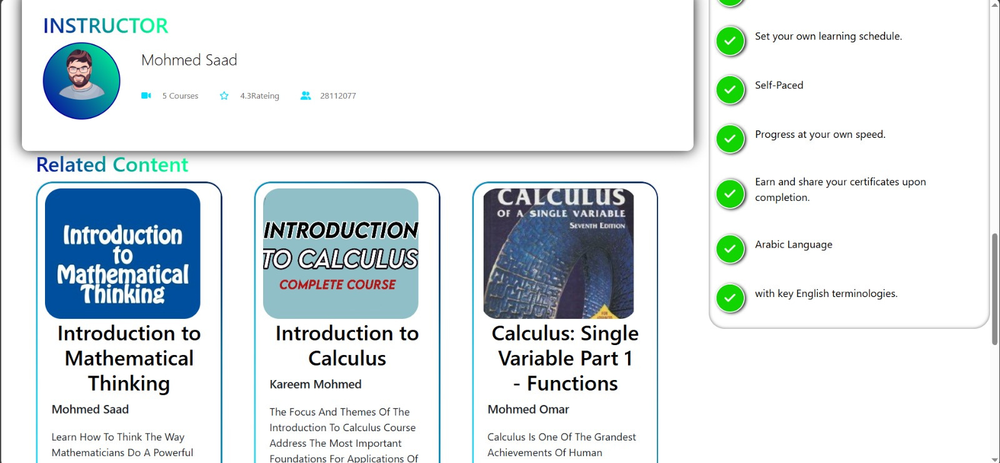 INSTRUCTOR
Mohmed Saad
5 Courses 4.3Rateing 28112077
Related Content
Introduction
to
Mathematical
Thinking
Introduction to
Mathematical
Thinking
Mohmed Saad
Learn How To Think The Way
Mathematicians Do A Powerful
INTRODUCTION
TO CALCULUS
COMPLETE COURSE
Introduction to
Calculus
Kareem Mohmed
The Focus And Themes Of The
Introduction To Calculus Course
Address The Most Important
Foundations For Applications Of
CALCULUS
OF A SINGLE VARIABLE
SEVENTH EDITION
Calculus: Single
Variable Part 1
- Functions
Mohmed Omar
Calculus Is One Of The Grandest
Achievements Of Human
Set your own learning schedule.
Self-Paced
Progress at your own speed.
Earn and share your certificates upon
completion.
Arabic Language
with key English terminologies.